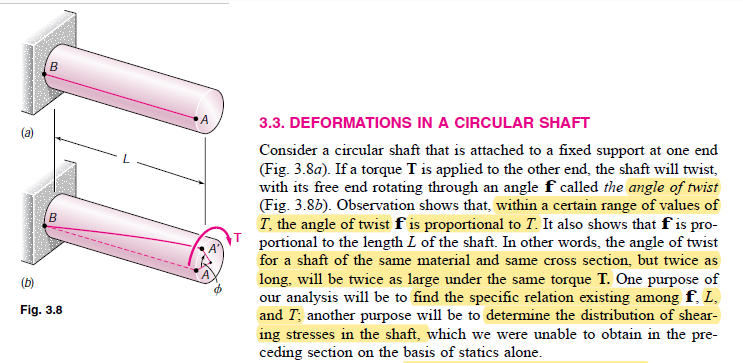 B
A
(a)
L
B
T
A'
A
(b)
ϕ
Fig. 3.8
3.3. DEFORMATIONS IN A CIRCULAR SHAFT
Consider a circular shaft that is attached to a fixed support at one end
(Fig. 3.8a). If a torque T is applied to the other end, the shaft will twist,
with its free end rotating through an angle f called the angle of twist
(Fig. 3.8b). Observation shows that, within a certain range of values of
T, the angle of twist f is proportional to T. It also shows that f is pro-
portional to the length L of the shaft. In other words, the angle of twist
for a shaft of the same material and same cross section, but twice as
long, will be twice as large under the same torque T. One purpose of
our analysis will be to find the specific relation existing among f, L,
and T; another purpose will be to determine the distribution of shear-
ing stresses in the shaft, which we were unable to obtain in the pre-
ceding section on the basis of statics alone.